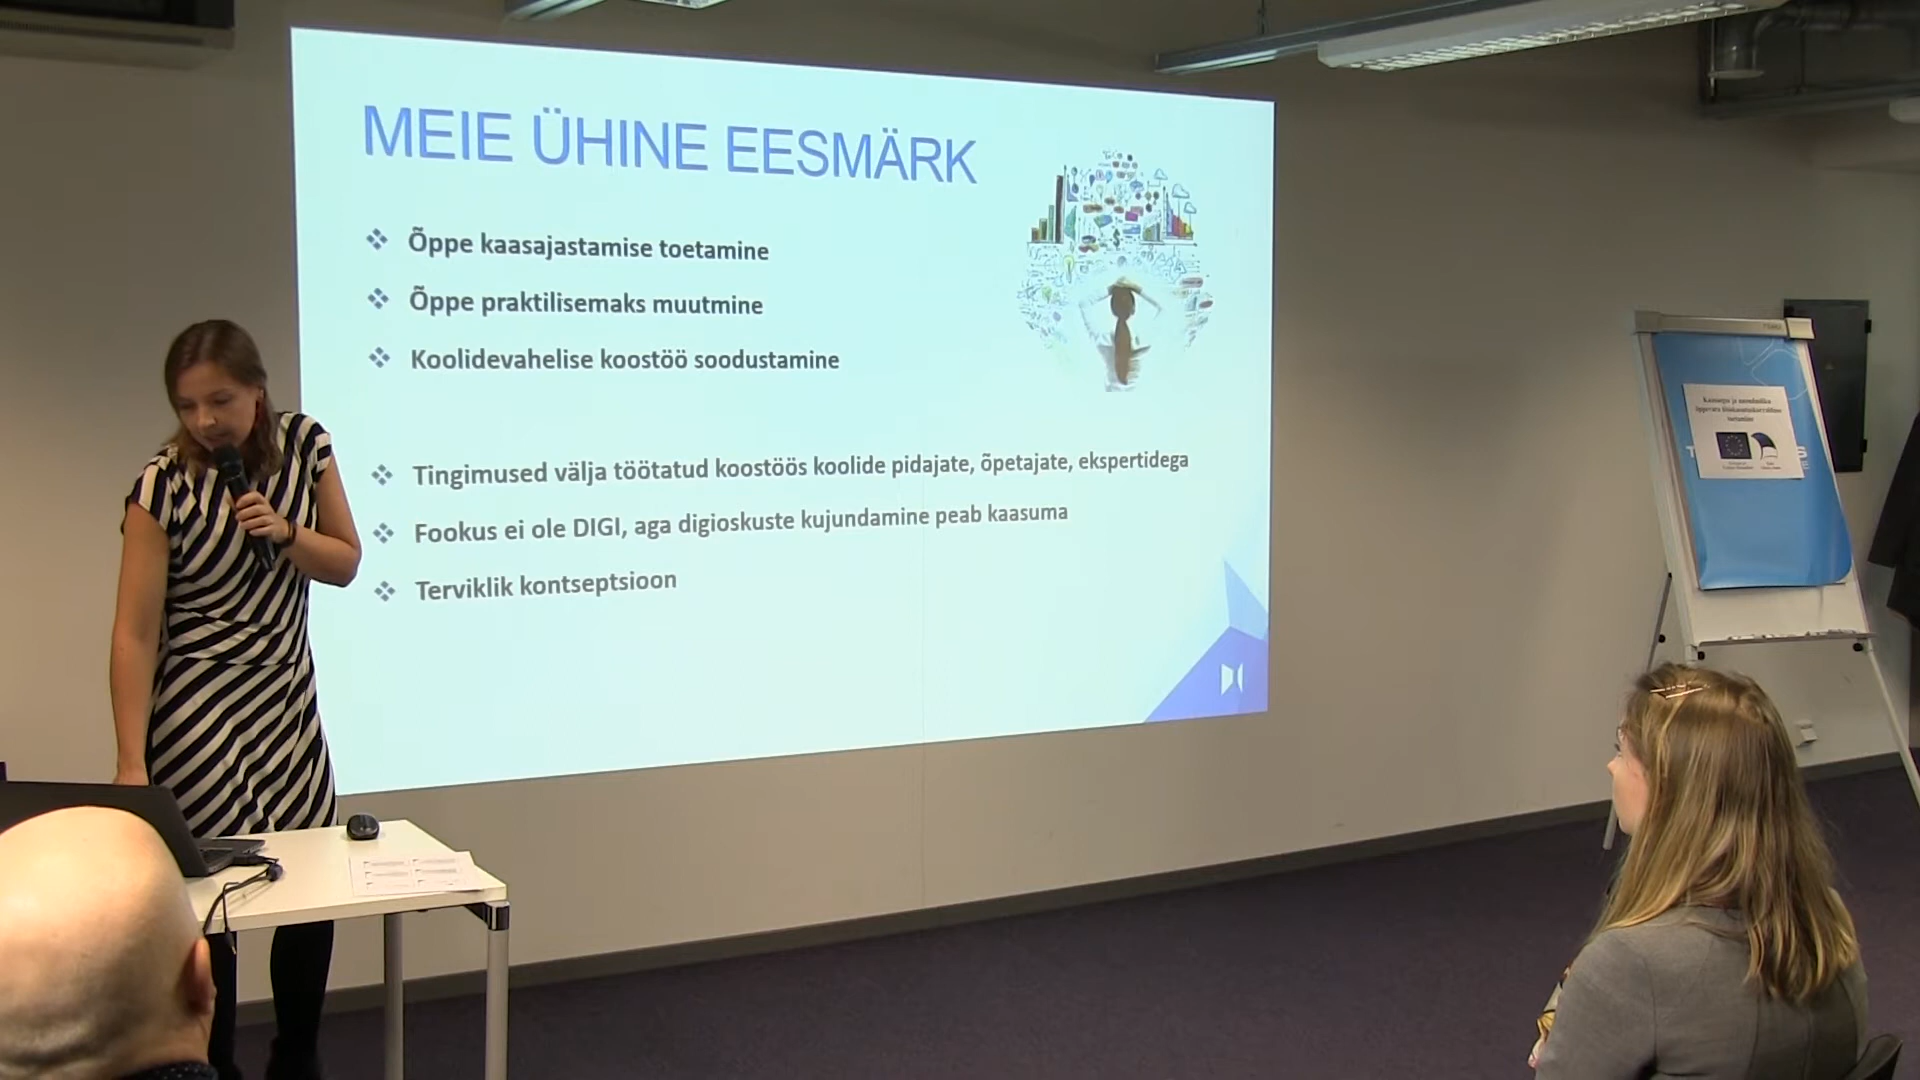 MEIE ÜHINE EESMÄRK
Õppe kaasajastamise toetamine
Õppe praktilisemaks muutmine
Koolidevahelise koostöö soodustamine
Tingimused välja töötatud koostöös koolide pidajate, õpetajate, ekspertidega
Fookus ei ole DIGI, aga digioskuste kujundamine peab kaasuma
Terviklik kontseptsioon